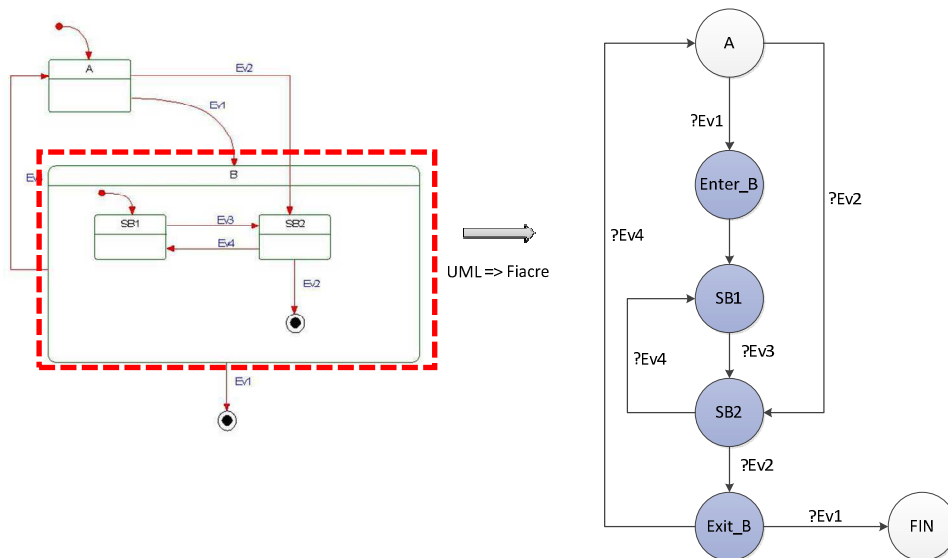 A
Ev2
Ev1
Ev
B
SB1
Ev3
SB2
Ev4
Ev2
Ev1
UML => Fiacre
A
?Ev1
Enter_B
?Ev2
?Ev4
SB1
?Ev3
?Ev4
SB2
?Ev2
Exit_B
?Ev1
FIN